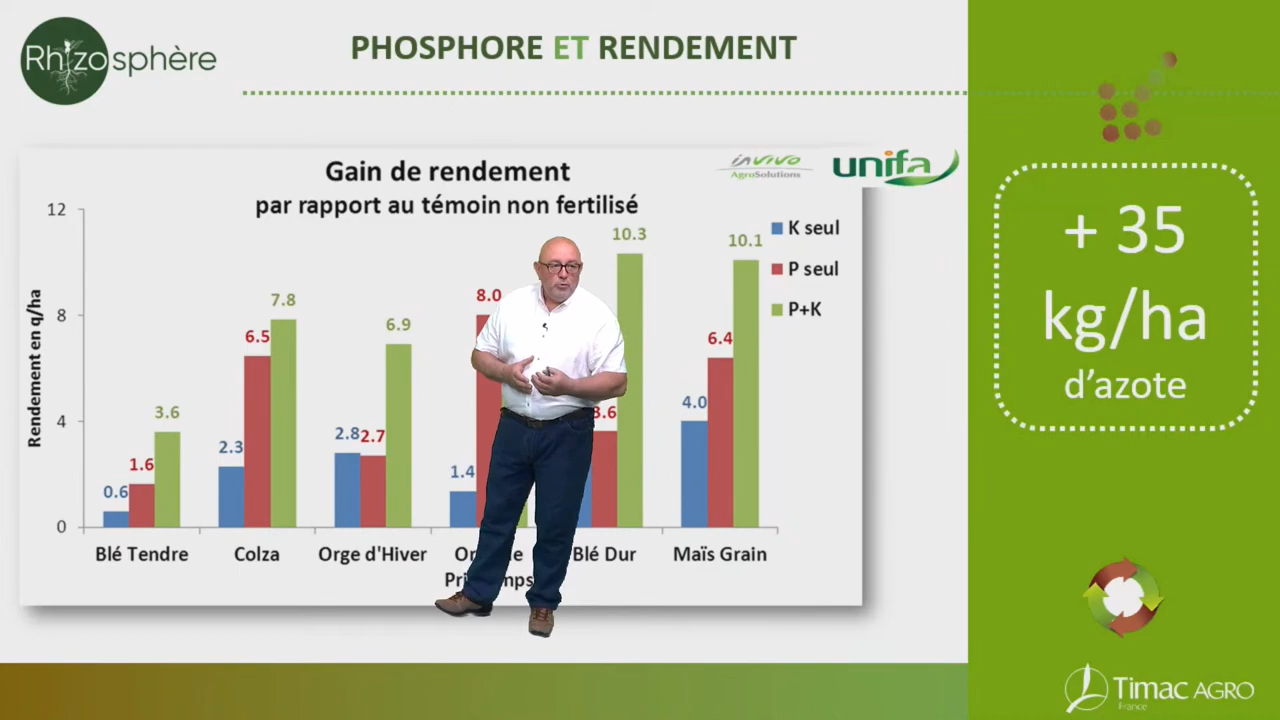 Rhizosphère
PHOSPHORE ET RENDEMENT
Gain de rendement
par rapport au témoin non fertilisé
invivo
AgroSolutions
unifa
Rendement en q/ha
12
8
4
0
K seul
P seul
P+K
0.6
1.6
3.6
2.3
6.5
7.8
2.8
2.7
6.9
1.4
8.0
3.6
10.3
4.0
6.4
10.1
Blé Tendre
Colza
Orge d'Hiver
Blé Dur
Maïs Grain
+ 35
kg/ha
d'azote
Timac AGRO
France